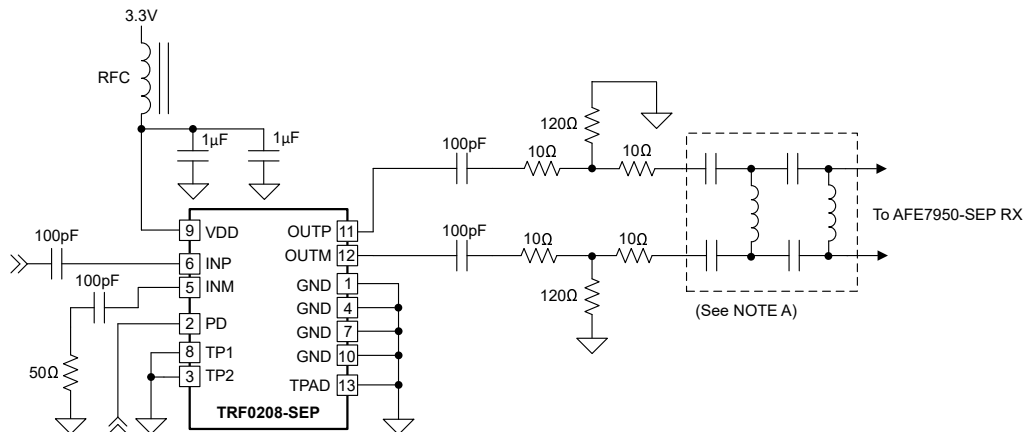 3.3V
RFC
1µF
1µF
100pF
100pF
50Ω
9 VDD
6 INP
5 INM
2 PD
8 TP1
3 TP2
OUTP 11
OUTM 12
GND 1
GND 4
GND 7
GND 10
TPAD 13
TRF0208-SEP
100pF
10Ω
120Ω
10Ω
100pF
10Ω
10Ω
120Ω
To AFE7950-SEP RX
(See NOTE A)